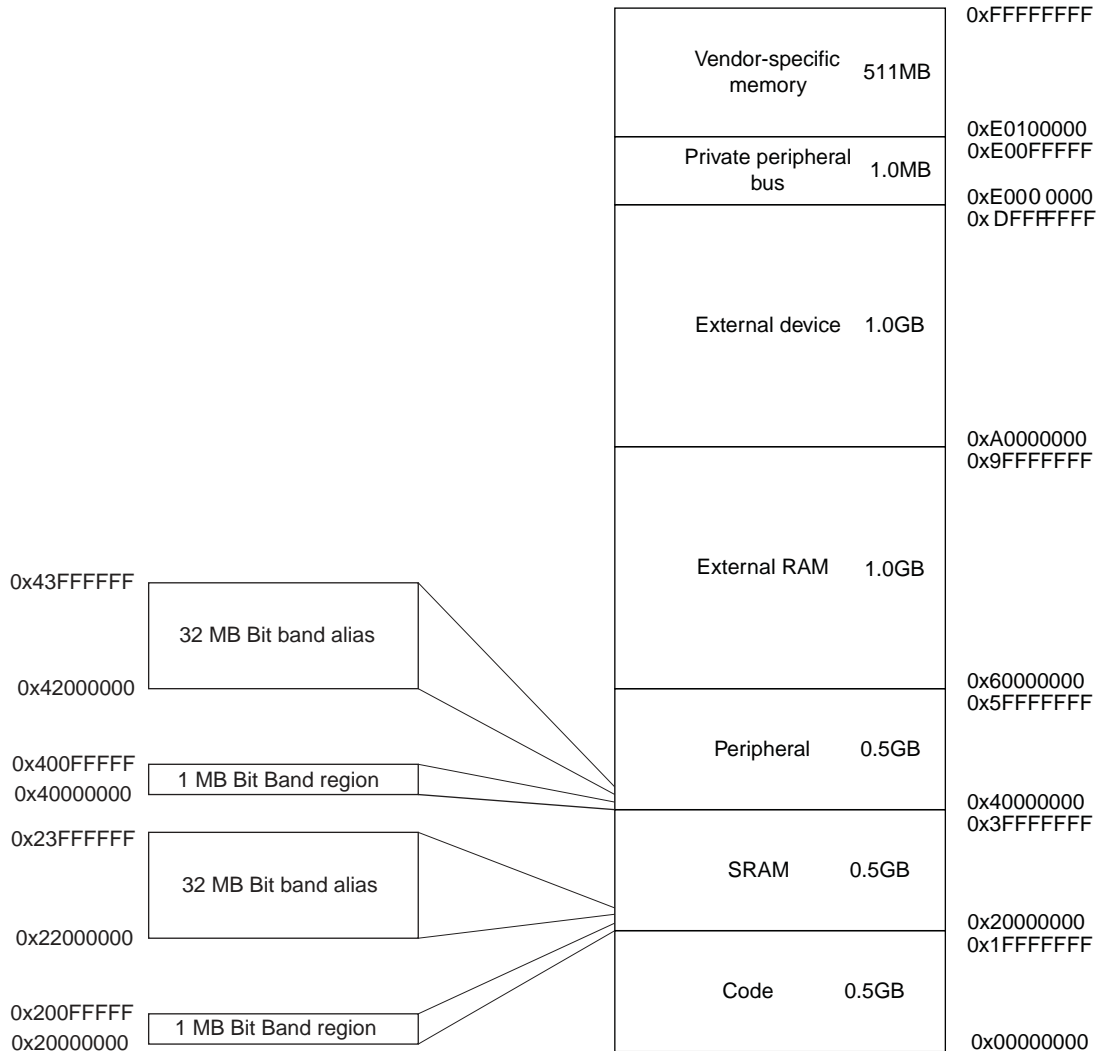 0xFFFFFFFF
Vendor-specific
memory
511MB
0xE0100000
0xE00FFFFF
Private peripheral
bus
1.0MB
0xE000 0000
0x DFFFFFFF
External device 1.0GB
0xA0000000
0x9FFFFFFF
External RAM 1.0GB
0x43FFFFFF
32 MB Bit band alias
0x42000000
0x60000000
0x5FFFFFFF
Peripheral 0.5GB
0x400FFFFF
1 MB Bit Band region
0x40000000
0x40000000
0x3FFFFFFF
0x23FFFFFF
32 MB Bit band alias
0x22000000
SRAM 0.5GB
0x20000000
0x1FFFFFFF
Code 0.5GB
0x200FFFFF
1 MB Bit Band region
0x20000000
0x00000000